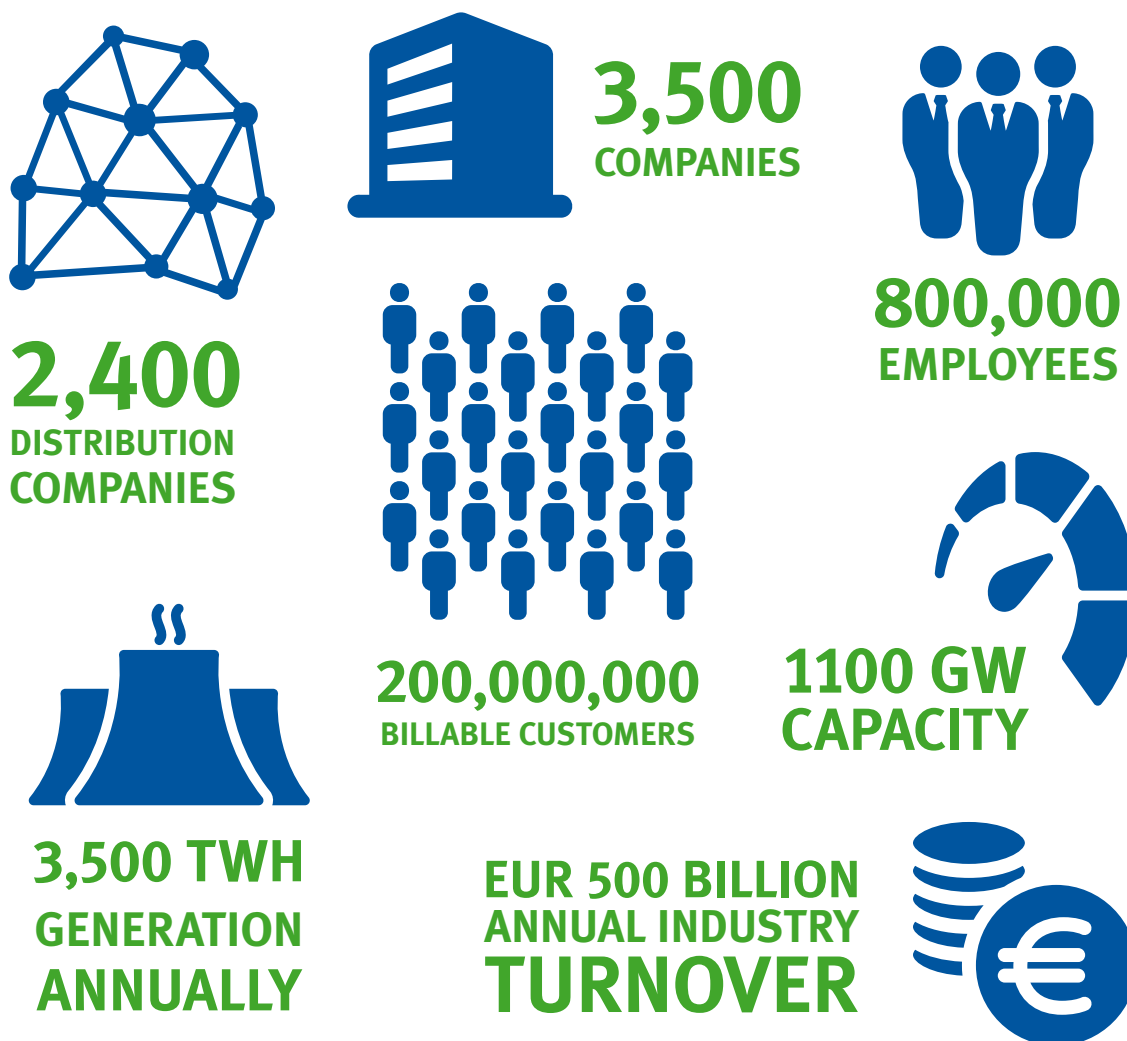 3,500
COMPANIES
800,000
EMPLOYEES
2,400
DISTRIBUTION
COMPANIES
200,000,000
BILLABLE CUSTOMERS
1100 GW
CAPACITY
3,500 TWH
GENERATION
ANNUALLY
EUR 500 BILLION
ANNUAL INDUSTRY
TURNOVER
€